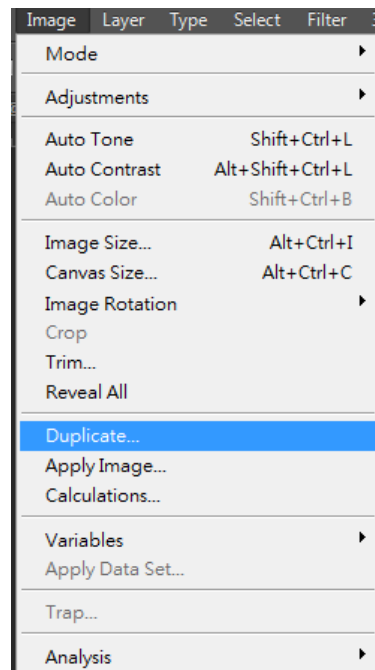 Image Layer Type Select Filter
Mode
Adjustments
Auto Tone Shift+Ctrl+L
Auto Contrast Alt+Shift+Ctrl+L
Auto Color Shift+Ctrl+B
Image Size... Alt+Ctrl+I
Canvas Size... Alt+Ctrl+C
Image Rotation
Crop
Trim...
Reveal All
Duplicate...
Apply Image...
Calculations...
Variables
Apply Data Set...
Trap...
Analysis